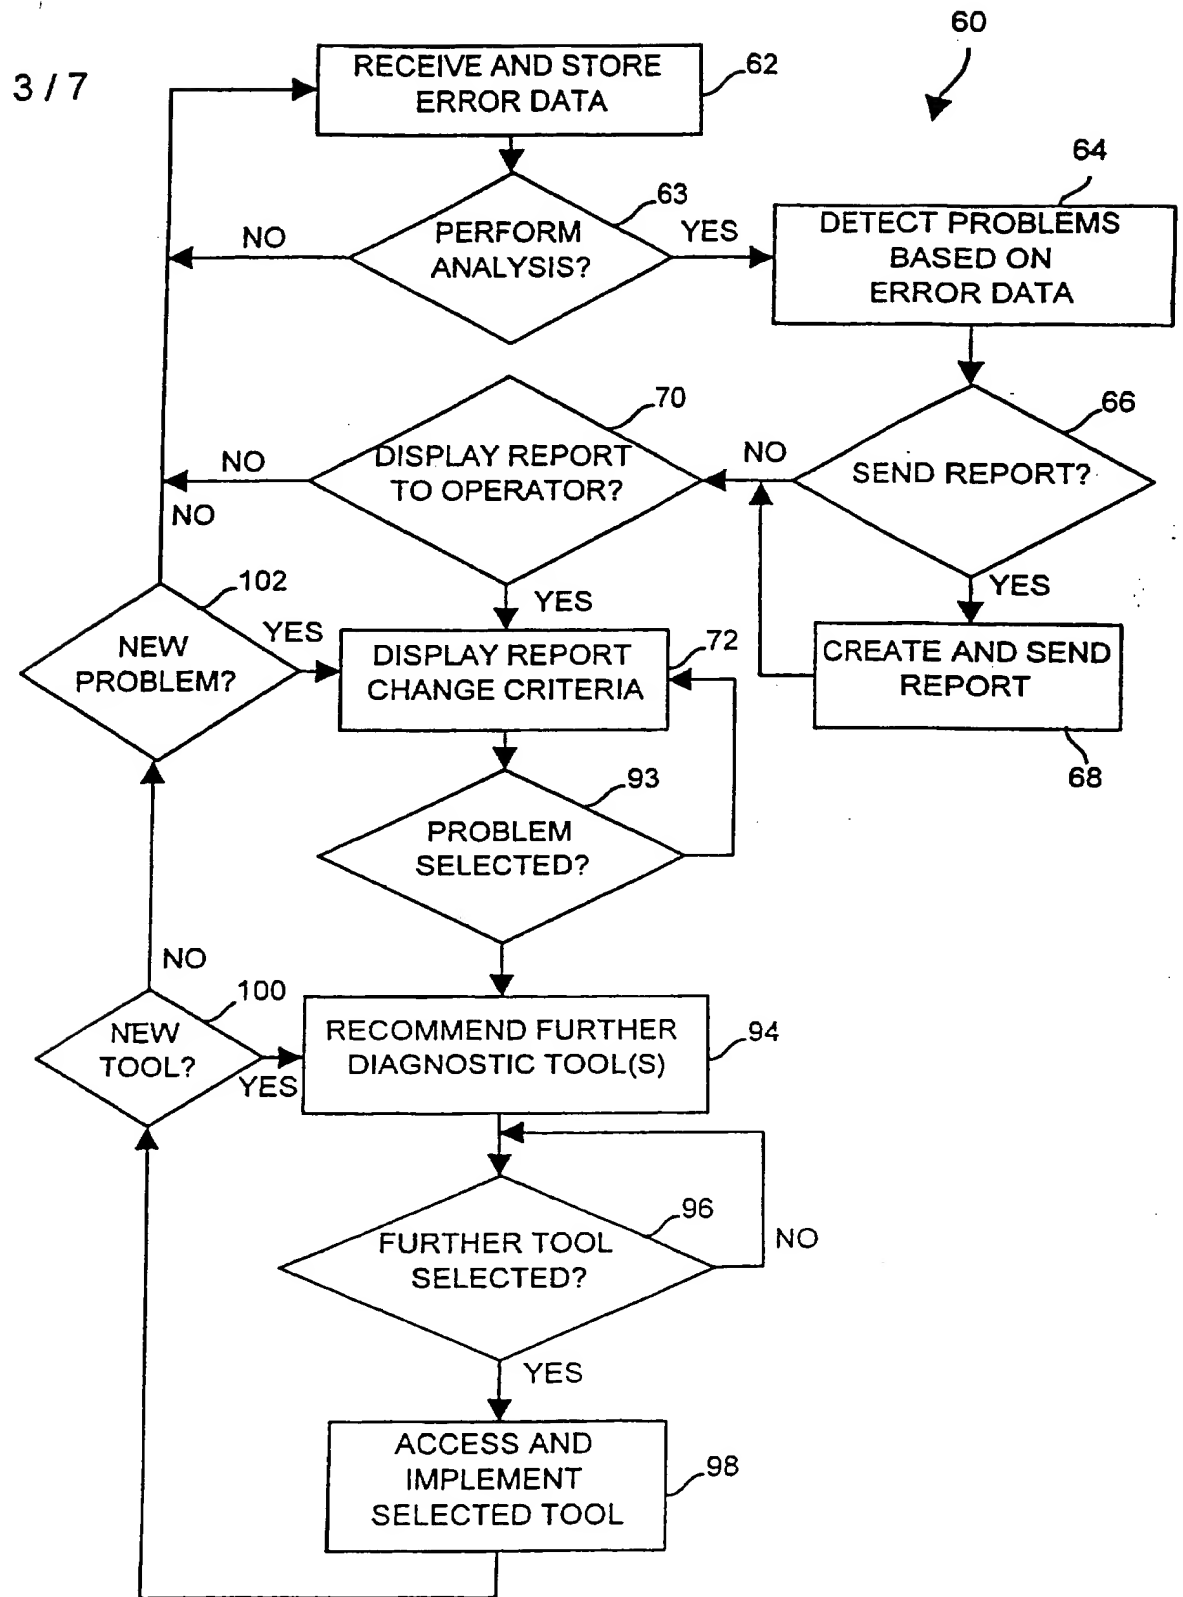 3 / 7
60
RECEIVE AND STORE
ERROR DATA
62
63
PERFORM
ANALYSIS?
NO
YES
64
DETECT PROBLEMS
BASED ON
ERROR DATA
66
SEND REPORT?
NO
YES
CREATE AND SEND
REPORT
68
70
DISPLAY REPORT
TO OPERATOR?
NO
NO
YES
102
NEW
PROBLEM?
YES
DISPLAY REPORT
CHANGE CRITERIA
72
93
PROBLEM
SELECTED?
NO
100
NEW
TOOL?
YES
RECOMMEND FURTHER
DIAGNOSTIC TOOL(S)
94
96
FURTHER TOOL
SELECTED?
NO
YES
ACCESS AND
IMPLEMENT
SELECTED TOOL
98